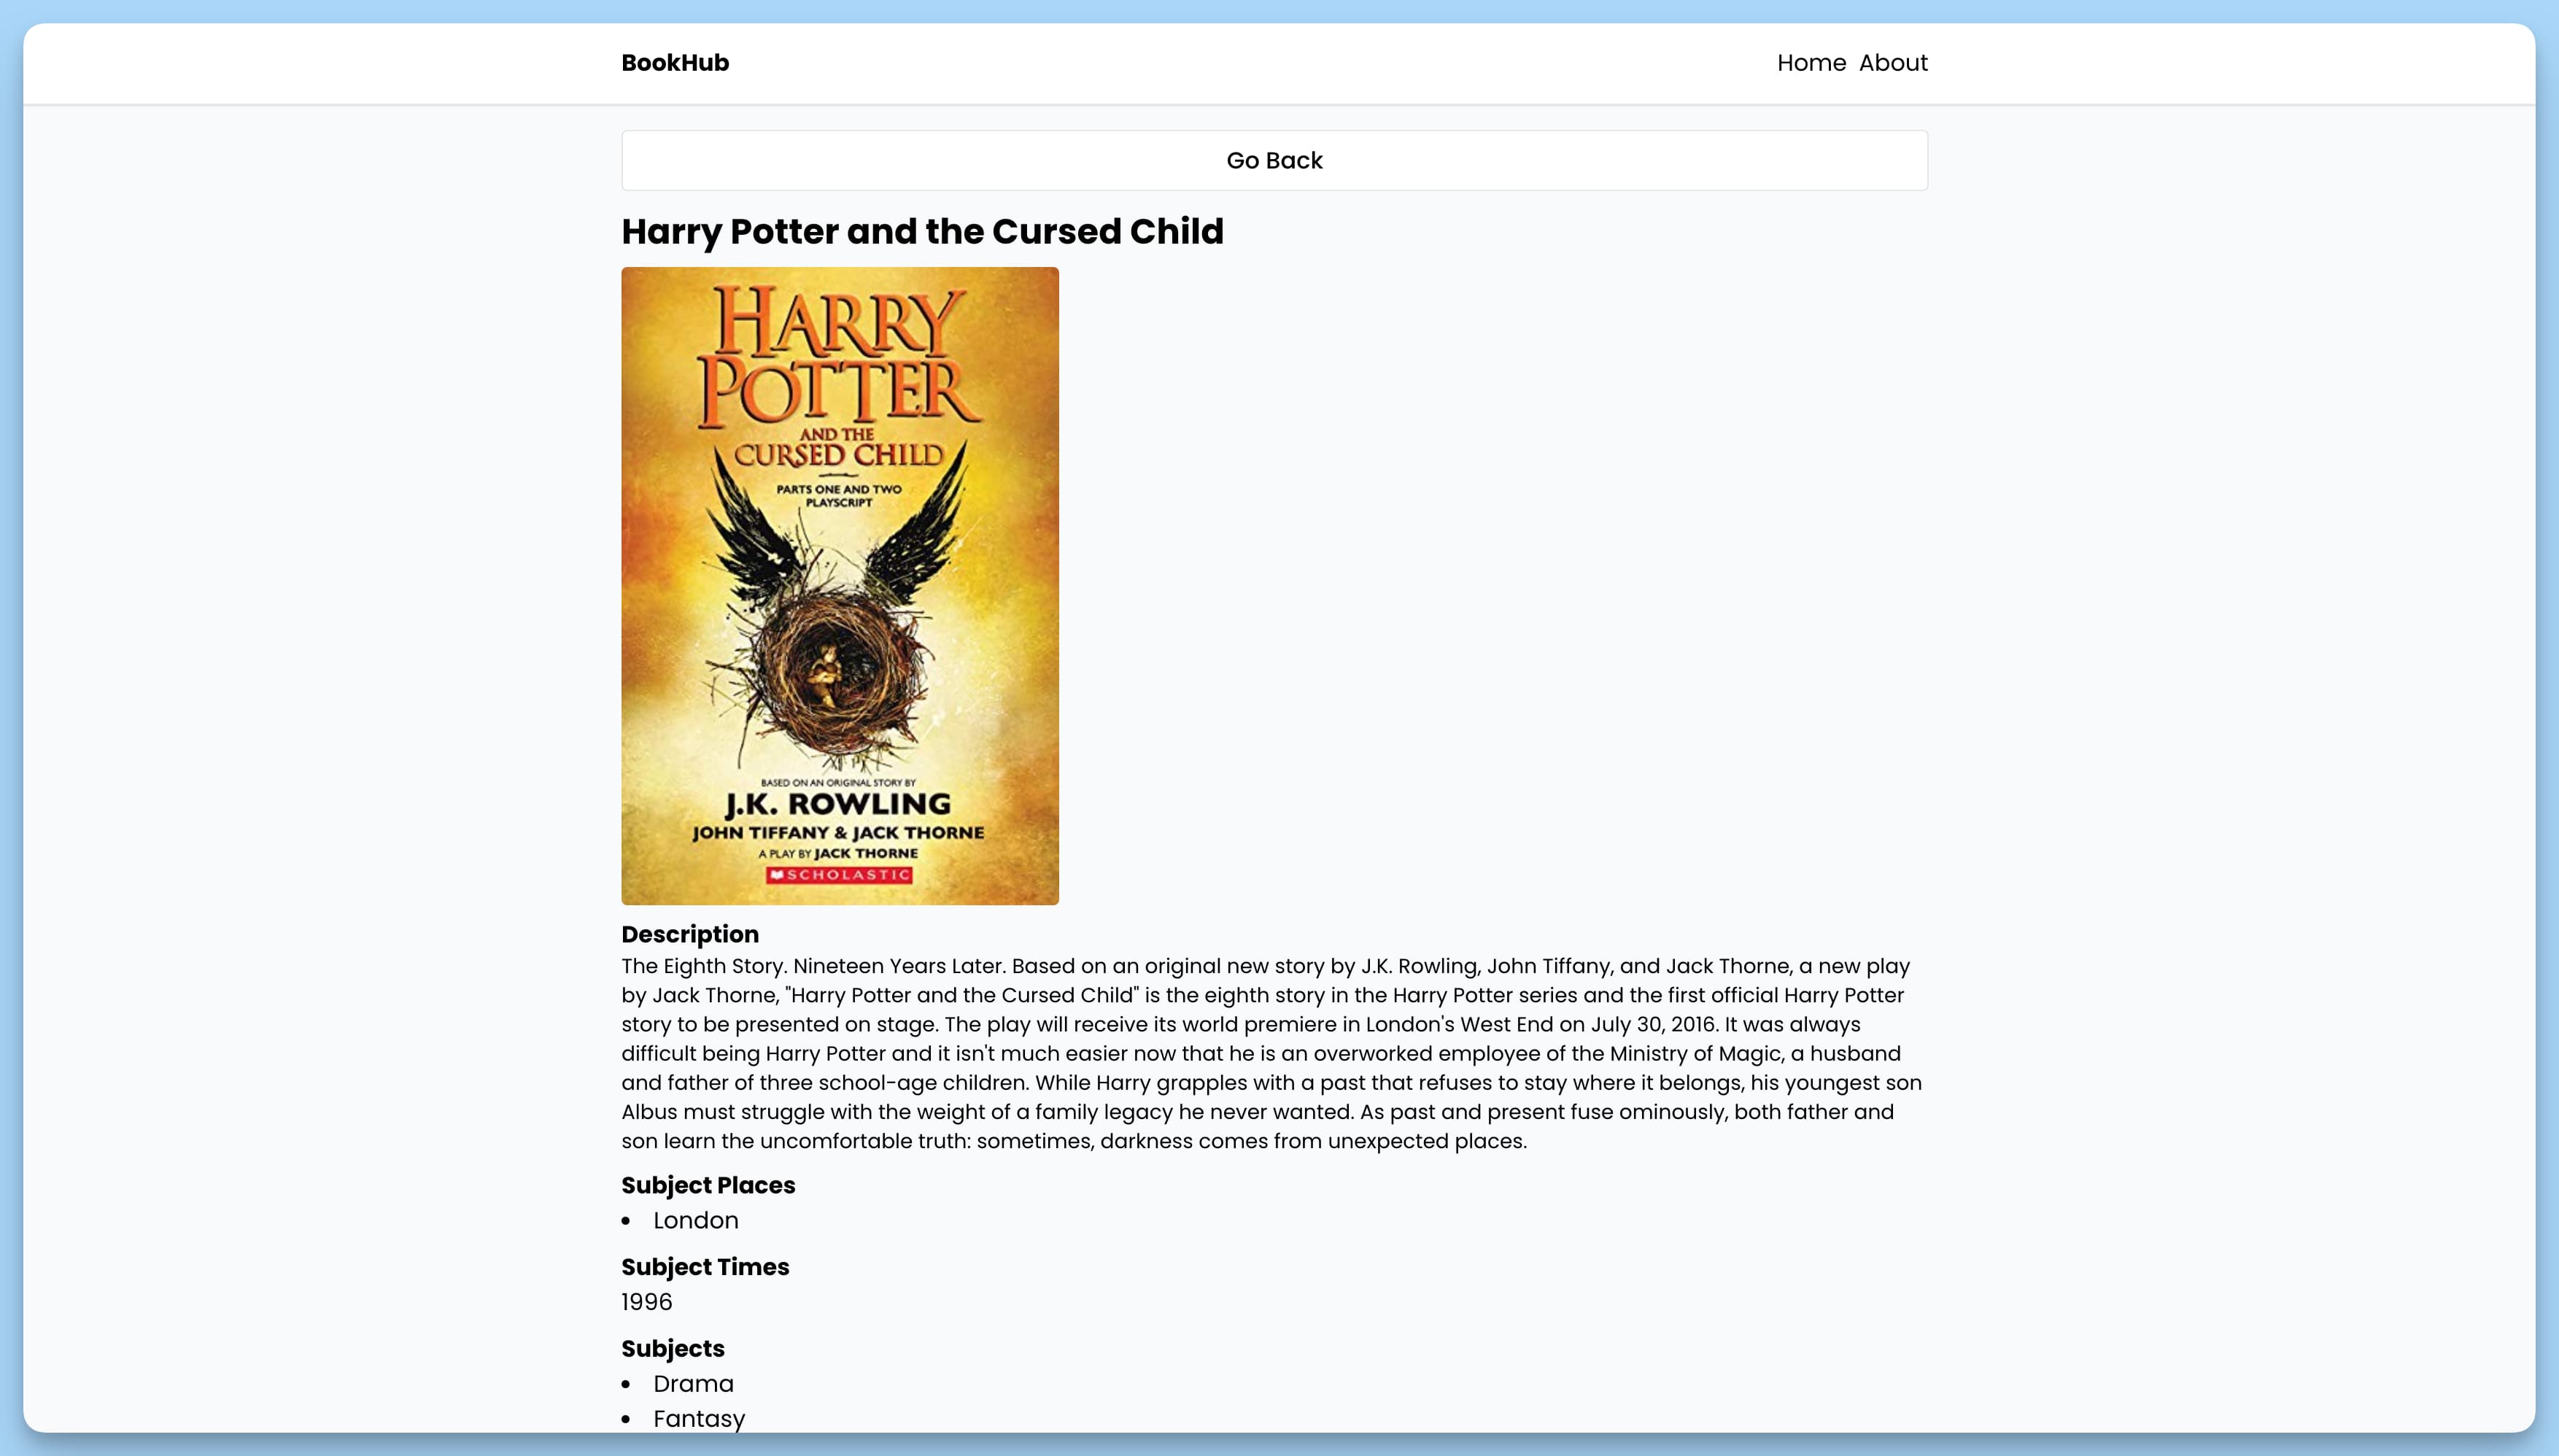 BookHub
Home About
Go Back
Harry Potter and the Cursed Child
HARRY
POTTER
AND THE
CURSED CHILD
PARTS ONE AND TWO
PLAYSCRIPT
BASED ON AN ORIGINAL STORY BY
J.K. ROWLING
JOHN TIFFANY & JACK THORNE
A PLAY BY JACK THORNE
SCHOLASTIC
Description
The Eighth Story. Nineteen Years Later. Based on an original new story by J.K. Rowling, John Tiffany, and Jack Thorne, a new play
by Jack Thorne, "Harry Potter and the Cursed Child" is the eighth story in the Harry Potter series and the first official Harry Potter
story to be presented on stage. The play will receive its world premiere in London's West End on July 30, 2016. It was always
difficult being Harry Potter and it isn't much easier now that he is an overworked employee of the Ministry of Magic, a husband
and father of three school-age children. While Harry grapples with a past that refuses to stay where it belongs, his youngest son
Albus must struggle with the weight of a family legacy he never wanted. As past and present fuse ominously, both father and
son learn the uncomfortable truth: sometimes, darkness comes from unexpected places.
Subject Places
• London
Subject Times
1996
Subjects
• Drama
• Fantasy